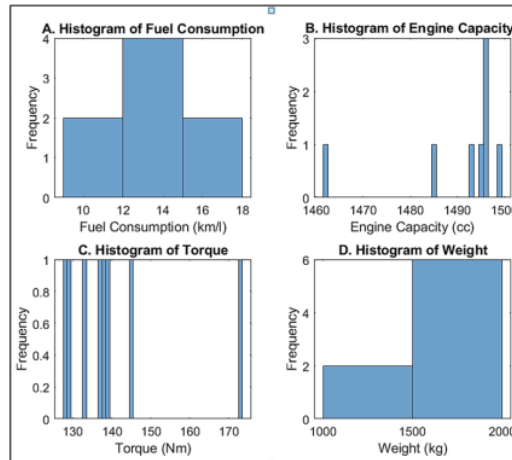 A. Histogram of Fuel Consumption
4
3
2
1
0
Frequency
10 12 14 16 18
Fuel Consumption (km/l)
B. Histogram of Engine Capacity
3
2
1
0
Frequency
1460 1470 1480 1490 150
Engine Capacity (cc)
C. Histogram of Torque
1
0.8
0.6
0.4
0.2
0
Frequency
130 140 150 160 170
Torque (Nm)
D. Histogram of Weight
6
4
2
0
Frequency
1000 1500 2000
Weight (kg)